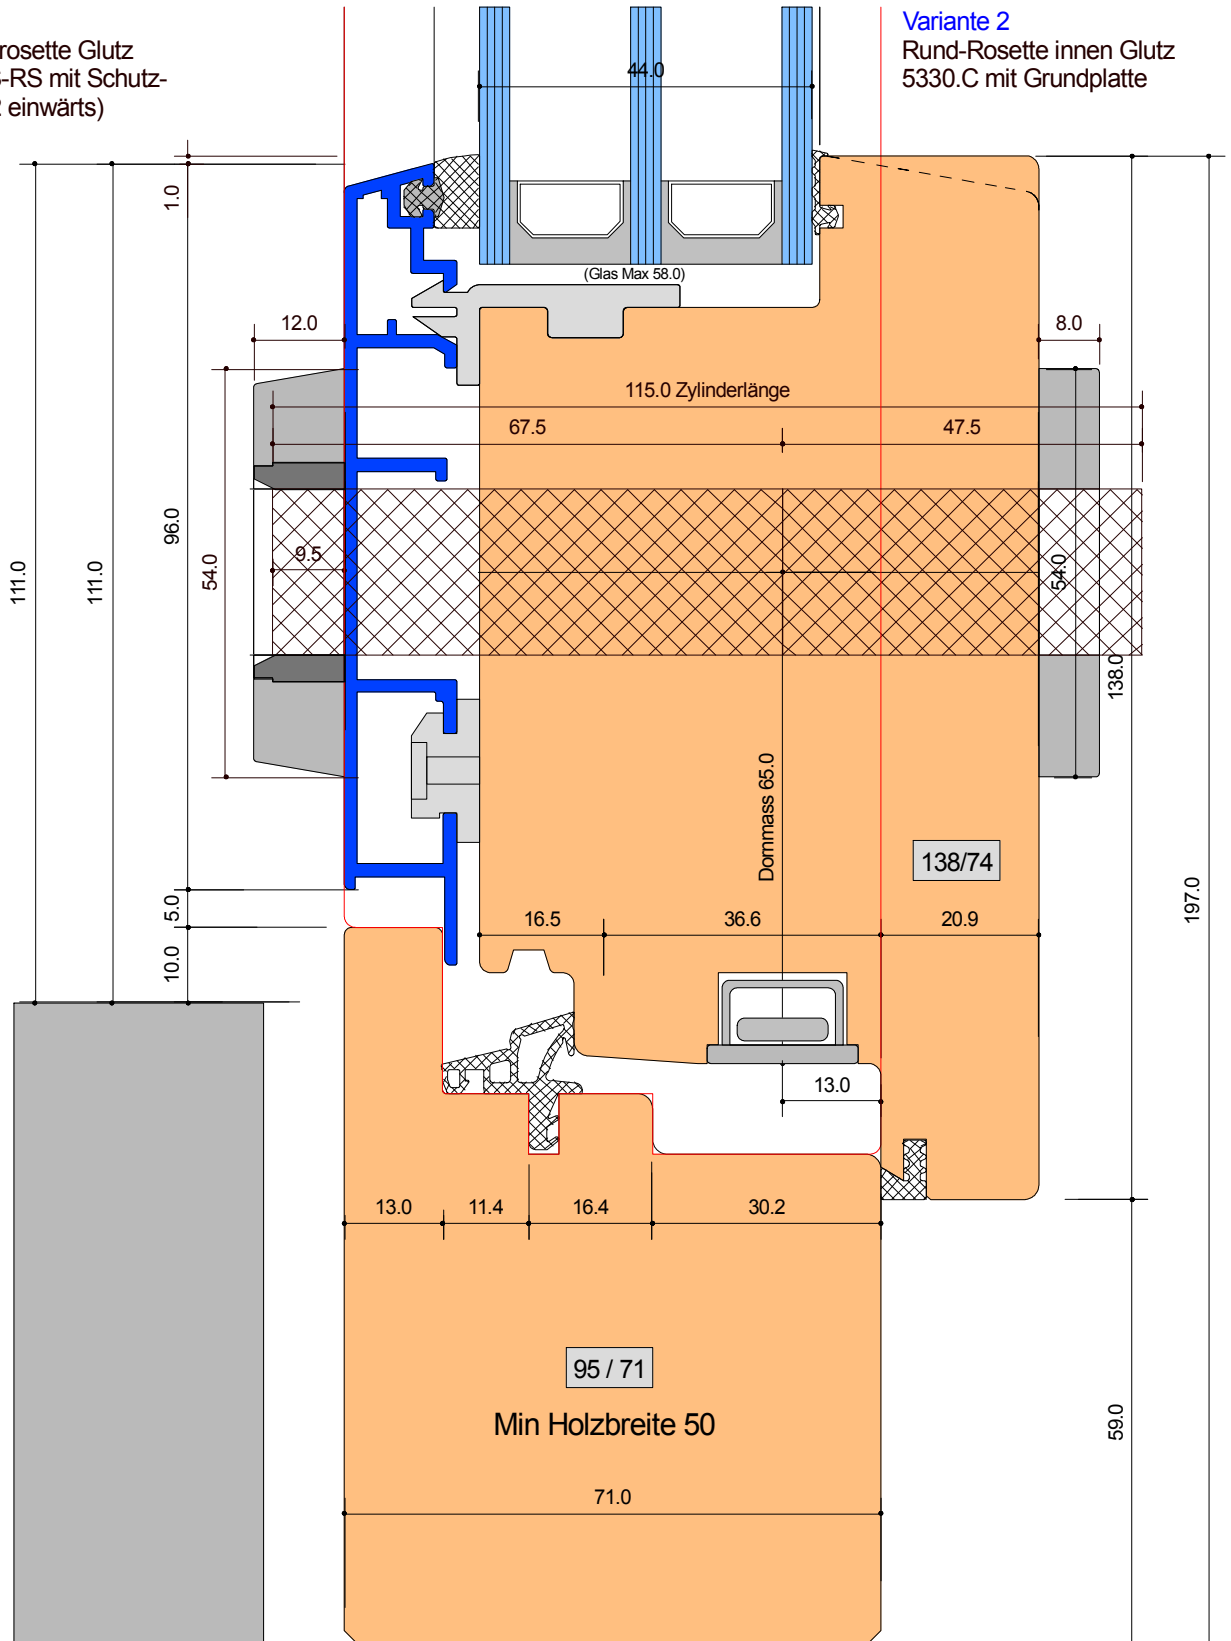 rosette Glutz
-RS mit Schutz-
einwärts)
Variante 2
Rund-Rosette innen Glutz
5330.C mit Grundplatte
44.0
(Glas Max 58.0)
1.0
12.0
8.0
115.0 Zylinderlänge
67.5
47.5
96.0
9.5
54.0
54.0
111.0
111.0
138.0
Dornmass 65.0
138/74
5.0
16.5
36.6
20.9
197.0
10.0
13.0
13.0
11.4
16.4
30.2
95 / 71
Min Holzbreite 50
59.0
71.0